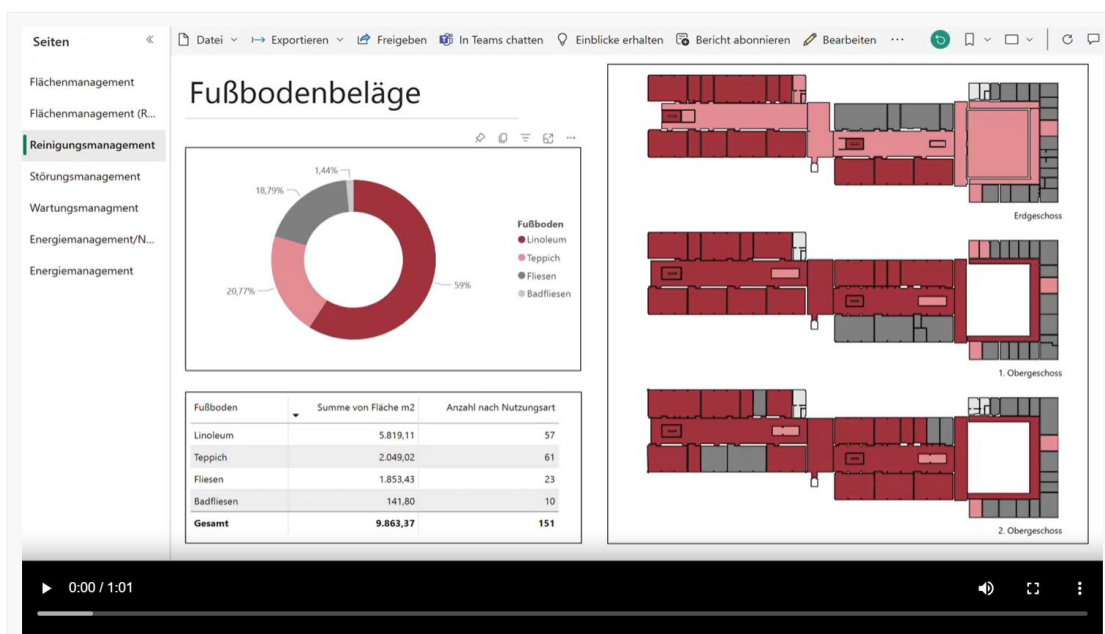 Seiten
Datei Exportieren Freigeben In Teams chatten Einblicke erhalten Bericht abonnieren Bearbeiten
Flächenmanagement
Flächenmanagement (R...
Reinigungsmanagement
Störungsmanagement
Wartungsmanagment
Energiemanagement/N...
Energiemanagement
Fußbodenbeläge
1,44%
18,79%
20,77%
59%
Fußboden
Linoleum
Teppich
Fliesen
Badfliesen
Fußboden Summe von Fläche m2 Anzahl nach Nutzungsart
Linoleum 5.819,11 57
Teppich 2.049,02 61
Fliesen 1.853,43 23
Badfliesen 141,80 10
Gesamt 9.863,37 151
Erdgeschoss
1. Obergeschoss
2. Obergeschoss
0:00 / 1:01